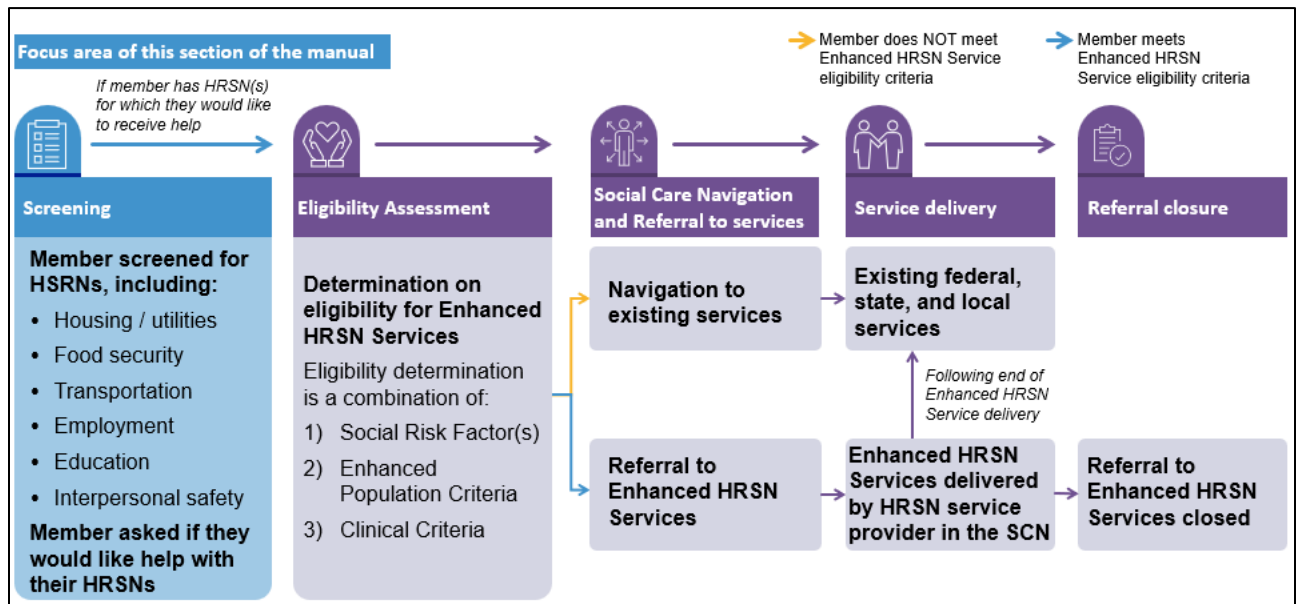 Focus area of this section of the manual
Member does NOT meet
Enhanced HRSN Service
eligibility criteria
Member meets
Enhanced HRSN
Service eligibility criteria
If member has HRSN(s)
for which they would like
to receive help
Screening
Member screened for
HSRNs, including:
• Housing / utilities
• Food security
• Transportation
• Employment
• Education
• Interpersonal safety
Member asked if they
would like help with
their HRSNs
Eligibility Assessment
Determination on
eligibility for Enhanced
HRSN Services
Eligibility determination
is a combination of:
1) Social Risk Factor(s)
2) Enhanced
Population Criteria
3) Clinical Criteria
Social Care Navigation
and Referral to services
Navigation to
existing services
Referral to
Enhanced HRSN
Services
Service delivery
Existing federal,
state, and local
services
Following end of
Enhanced HRSN
Service delivery
Enhanced HRSN
Services delivered
by HRSN service
provider in the SCN
Referral closure
Referral to
Enhanced HRSN
Services closed